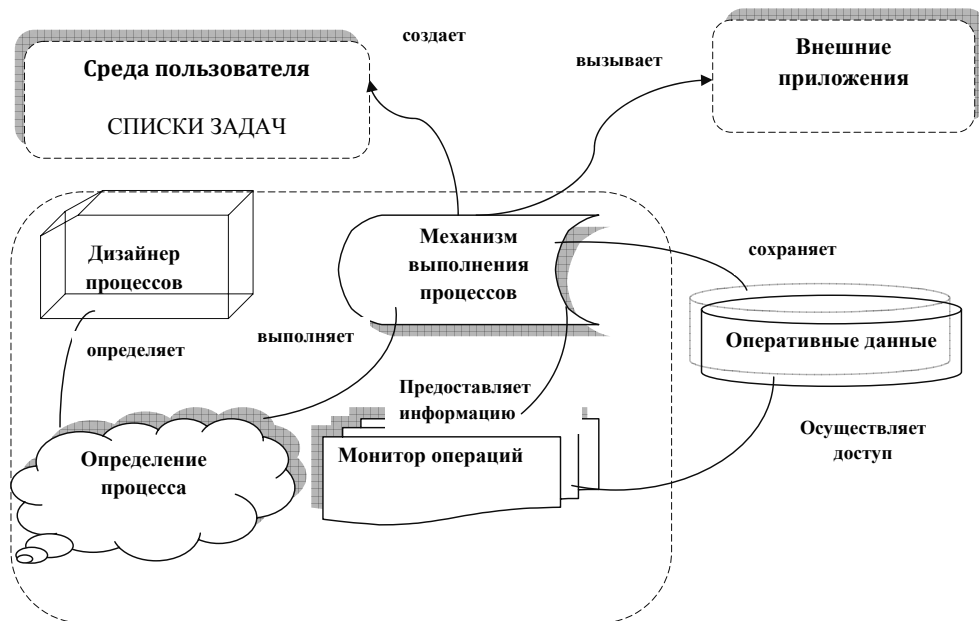 создает
Среда пользователя
СПИСКИ ЗАДАЧ
вызывает
Внешние
приложения
Дизайнер
процессов
Механизм
выполнения
процессов
сохраняет
определяет
выполняет
Оперативные данные
Предоставляет
информацию
Осуществляет
доступ
Определение
процесса
Монитор операций